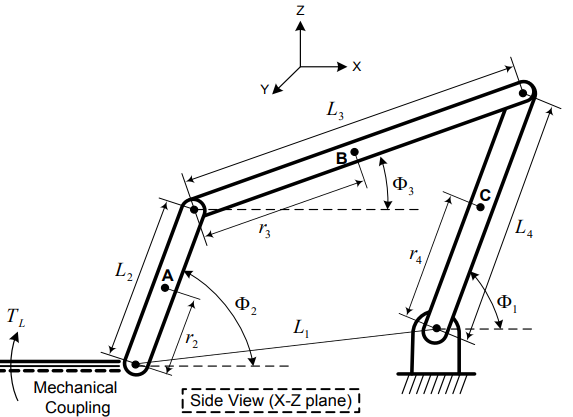 Z
X
Y
L3
B
Φ3
r3
C
L4
r4
L2
A
Φ2
Φ1
L1
r2
TL
Mechanical
Coupling
Side View (X-Z plane)